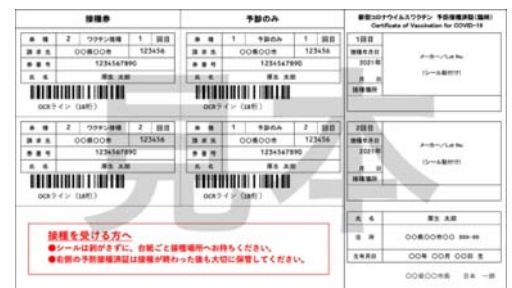 接種券
予診のみ
新型コロナウイルスワクチン 予防接種済証(臨時)
Certificate of Vaccination for COVID-19
券種 2 ワクチン接種 1 回目
請求先 〇〇県〇〇市 123456
券番号 1234567890
氏名 厚生 太郎
OCRライン(18桁)
券種 1 予診のみ 1 回目
請求先 〇〇県〇〇市 123456
券番号 1234567890
氏名 厚生 太郎
OCRライン(18桁)
1回目
接種年月日
2021年
月 日
接種場所
メーカー/Lot No.
(シール貼付け)
券種 2 ワクチン接種 2 回目
請求先 〇〇県〇〇市 123456
券番号 1234567890
氏名 厚生 太郎
OCRライン(18桁)
券種 1 予診のみ 2 回目
請求先 〇〇県〇〇市 123456
券番号 1234567890
氏名 厚生 太郎
OCRライン(18桁)
2回目
接種年月日
2021年
月 日
接種場所
メーカー/Lot No.
(シール貼付け)
見本
接種を受ける方へ
●シールは剥がさずに、台紙ごと接種場所へお持ちください。
●右側の予防接種済証は接種が終わった後も大切に保管してください。
氏名 厚生 太郎
住所 〇〇県〇〇市〇〇 999-99
生年月日 〇〇年 〇〇月 〇〇日 生
〇〇県〇〇市長 日本 一郎